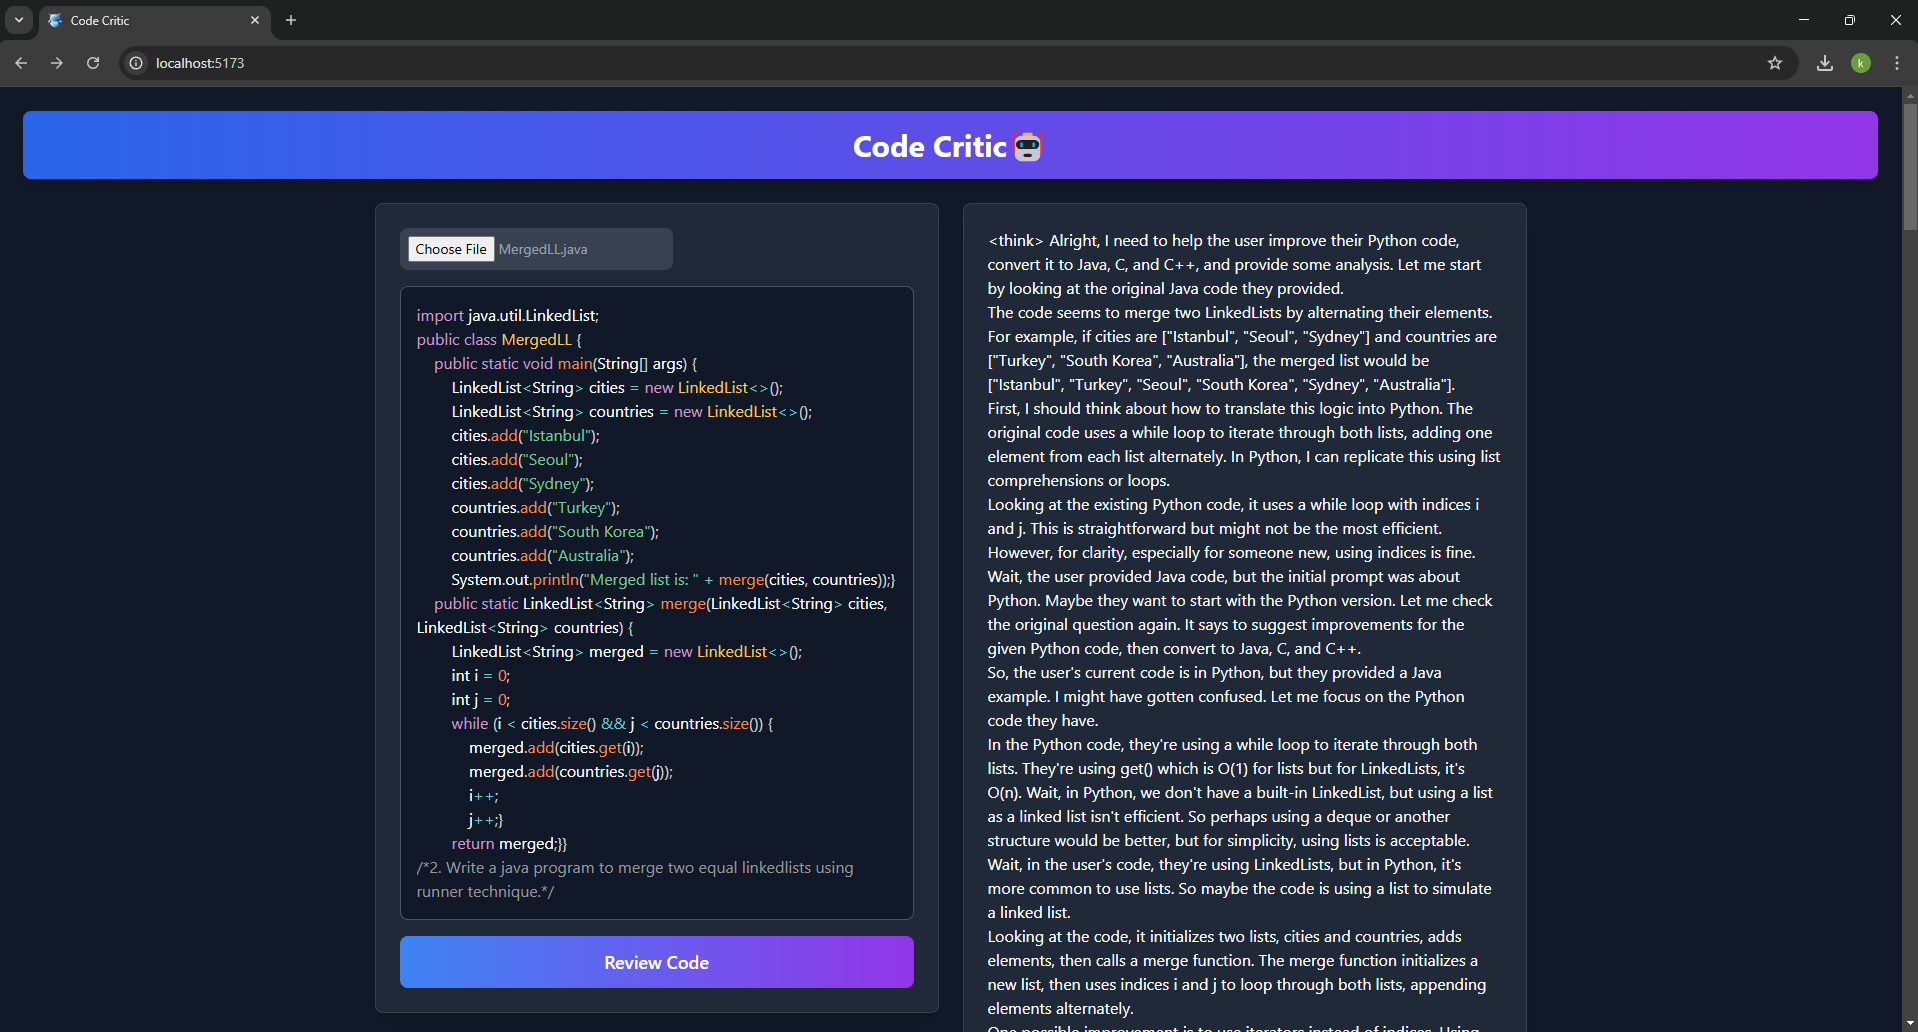 Code Critic
localhost:5173
k
Code Critic
Choose File MergedLL.java
import java.util.LinkedList;
public class MergedLL {
public static void main(String[] args) {
LinkedList<String> cities = new LinkedList<>();
LinkedList<String> countries = new LinkedList<>();
cities.add("Istanbul");
cities.add("Seoul");
cities.add("Sydney");
countries.add("Turkey");
countries.add("South Korea");
countries.add("Australia");
System.out.println("Merged list is: " + merge(cities, countries));}
public static LinkedList<String> merge(LinkedList<String> cities,
LinkedList<String> countries) {
LinkedList<String> merged = new LinkedList<>();
int i = 0;
int j = 0;
while (i < cities.size() && j < countries.size()) {
merged.add(cities.get(i));
merged.add(countries.get(j));
i++;
j++;}
return merged;}}
/*2. Write a java program to merge two equal linkedlists using
runner technique.*/
Review Code
<think> Alright, I need to help the user improve their Python code,
convert it to Java, C, and C++, and provide some analysis. Let me start
by looking at the original Java code they provided.
The code seems to merge two LinkedLists by alternating their elements.
For example, if cities are ["Istanbul", "Seoul", "Sydney"] and countries are
["Turkey", "South Korea", "Australia"], the merged list would be
["Istanbul", "Turkey", "Seoul", "South Korea", "Sydney", "Australia"].
First, I should think about how to translate this logic into Python. The
original code uses a while loop to iterate through both lists, adding one
element from each list alternately. In Python, I can replicate this using list
comprehensions or loops.
Looking at the existing Python code, it uses a while loop with indices i
and j. This is straightforward but might not be the most efficient.
However, for clarity, especially for someone new, using indices is fine.
Wait, the user provided Java code, but the initial prompt was about
Python. Maybe they want to start with the Python version. Let me check
the original question again. It says to suggest improvements for the
given Python code, then convert to Java, C, and C++.
So, the user's current code is in Python, but they provided a Java
example. I might have gotten confused. Let me focus on the Python
code they have.
In the Python code, they're using a while loop to iterate through both
lists. They're using get() which is O(1) for lists but for LinkedLists, it's
O(n). Wait, in Python, we don't have a built-in LinkedList, but using a list
as a linked list isn't efficient. So perhaps using a deque or another
structure would be better, but for simplicity, using lists is acceptable.
Wait, in the user's code, they're using LinkedLists, but in Python, it's
more common to use lists. So maybe the code is using a list to simulate
a linked list.
Looking at the code, it initializes two lists, cities and countries, adds
elements, then calls a merge function. The merge function initializes a
new list, then uses indices i and j to loop through both lists, appending
elements alternately.
One possible improvement is to use iterators instead of indices. Using